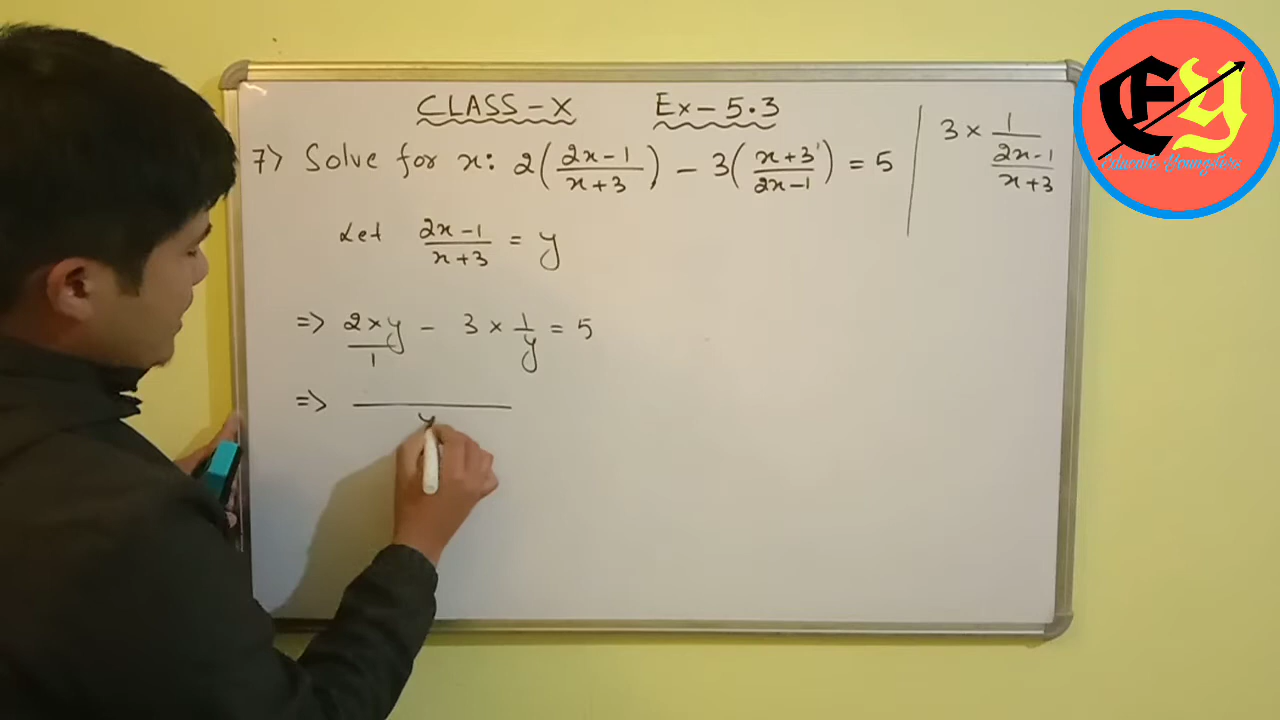 CLASS - X Ex - 5.3
7) Solve for x: 2((2x-1)/(x+3)) - 3((x+3)/(2x-1)) = 5
3 × 1/((2x-1)/(x+3))
Let (2x-1)/(x+3) = y
=> (2×y)/1 - 3 × 1/y = 5
=> ―/y
EY
Educate Youngsters